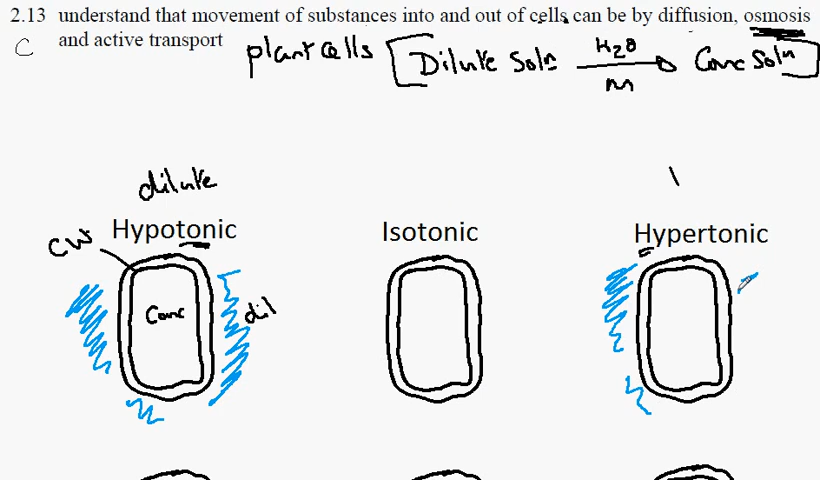 2.13 understand that movement of substances into and out of cells can be by diffusion, osmosis
C and active transport
plant cells [Dilute Soln H20 → Conc Soln]
m
dilute
Hypotonic Isotonic Hypertonic
CW
Conc dil